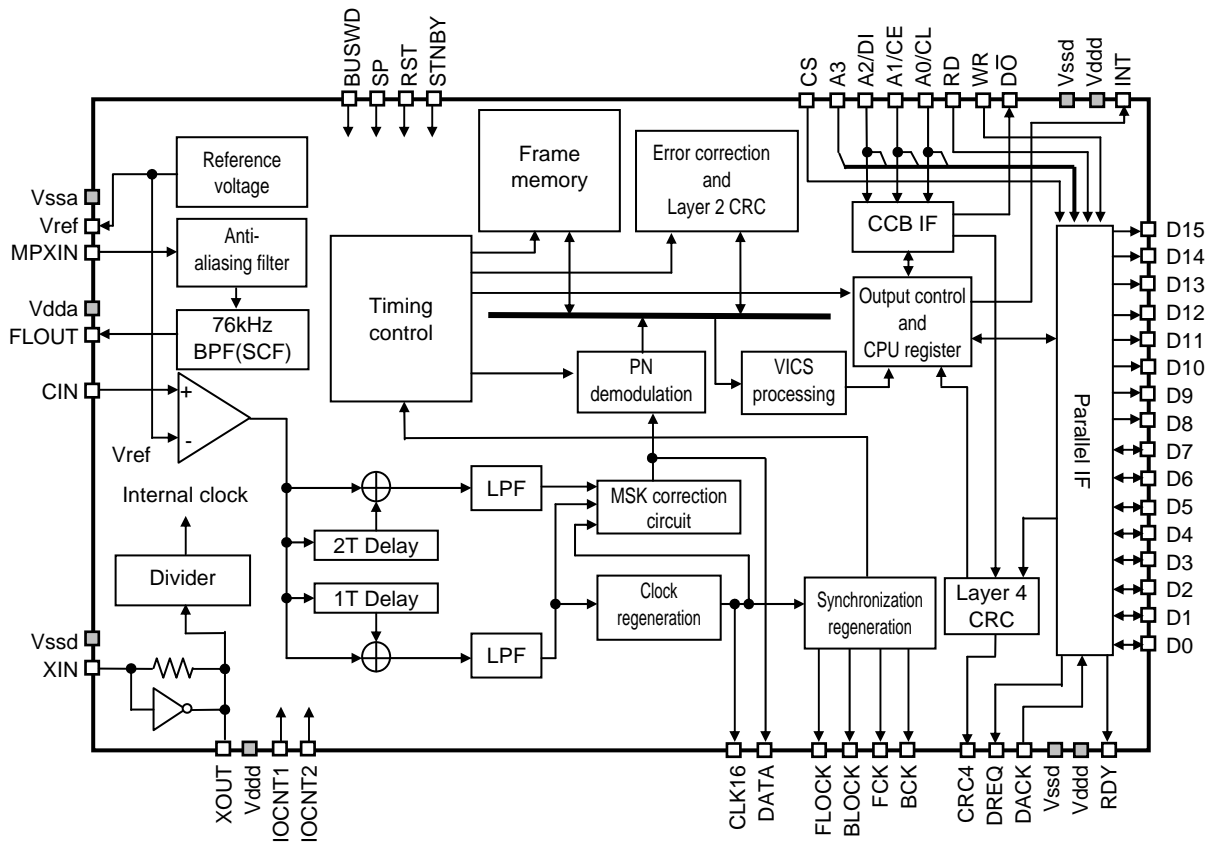 BUSWD
SP
RST
STNBY
CS
A3
A2/DI
A1/CE
A0/CL
RD
WR
D̅O̅
Vssd
Vddd
INT
Vssa
Vref
MPXIN
Vdda
FLOUT
CIN
Vssd
XIN
Reference
voltage
Anti-
aliasing filter
76kHz
BPF(SCF)
+
-
Vref
Internal clock
Divider
Timing
control
Frame
memory
Error correction
and
Layer 2 CRC
CCB IF
Output control
and
CPU register
PN
demodulation
VICS
processing
LPF
MSK correction
circuit
2T Delay
1T Delay
Clock
regeneration
Synchronization
regeneration
LPF
Layer 4
CRC
Parallel IF
D15
D14
D13
D12
D11
D10
D9
D8
D7
D6
D5
D4
D3
D2
D1
D0
XOUT
Vddd
IOCNT1
IOCNT2
CLK16
DATA
FLOCK
BLOCK
FCK
BCK
CRC4
DREQ
DACK
Vssd
Vddd
RDY